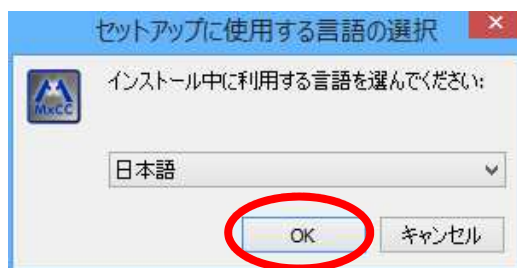 セットアップに使用する言語の選択
MxCC
インストール中に利用する言語を選んでください:
日本語
OK
キャンセル